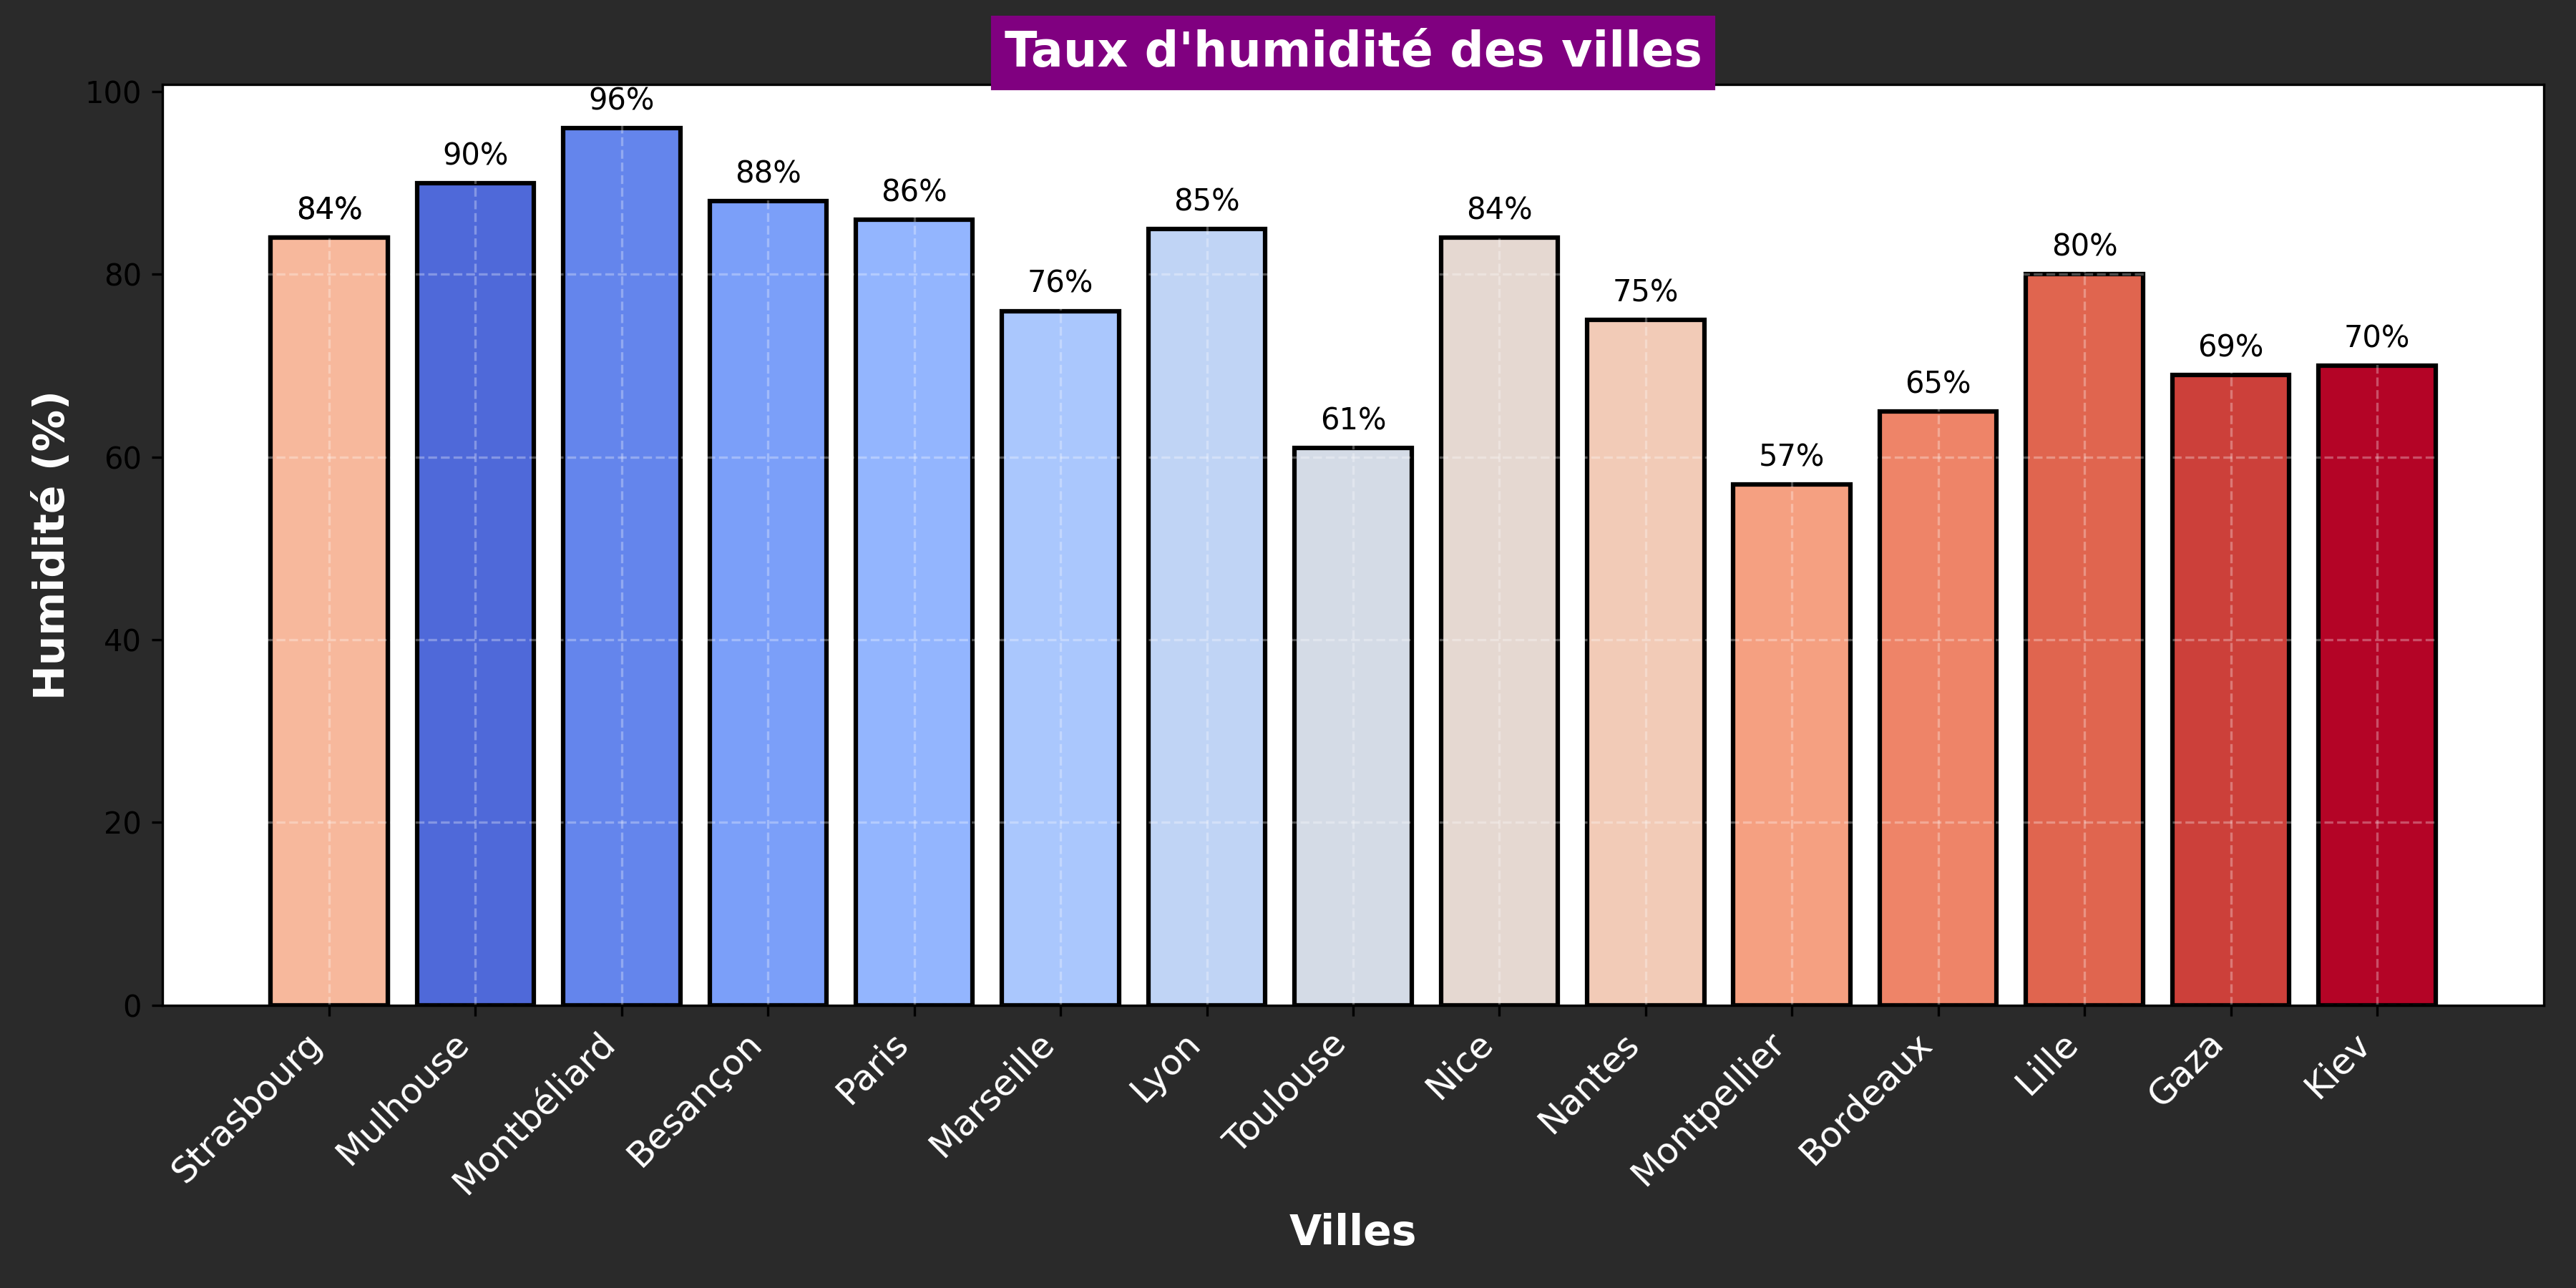 Taux d'humidité des villes
Humidité (%)
100
80
60
40
20
0
84%
90%
96%
88%
86%
76%
85%
61%
84%
75%
57%
65%
80%
69%
70%
Strasbourg
Mulhouse
Montbéliard
Besançon
Paris
Marseille
Lyon
Toulouse
Nice
Nantes
Montpellier
Bordeaux
Lille
Gaza
Kiev
Villes